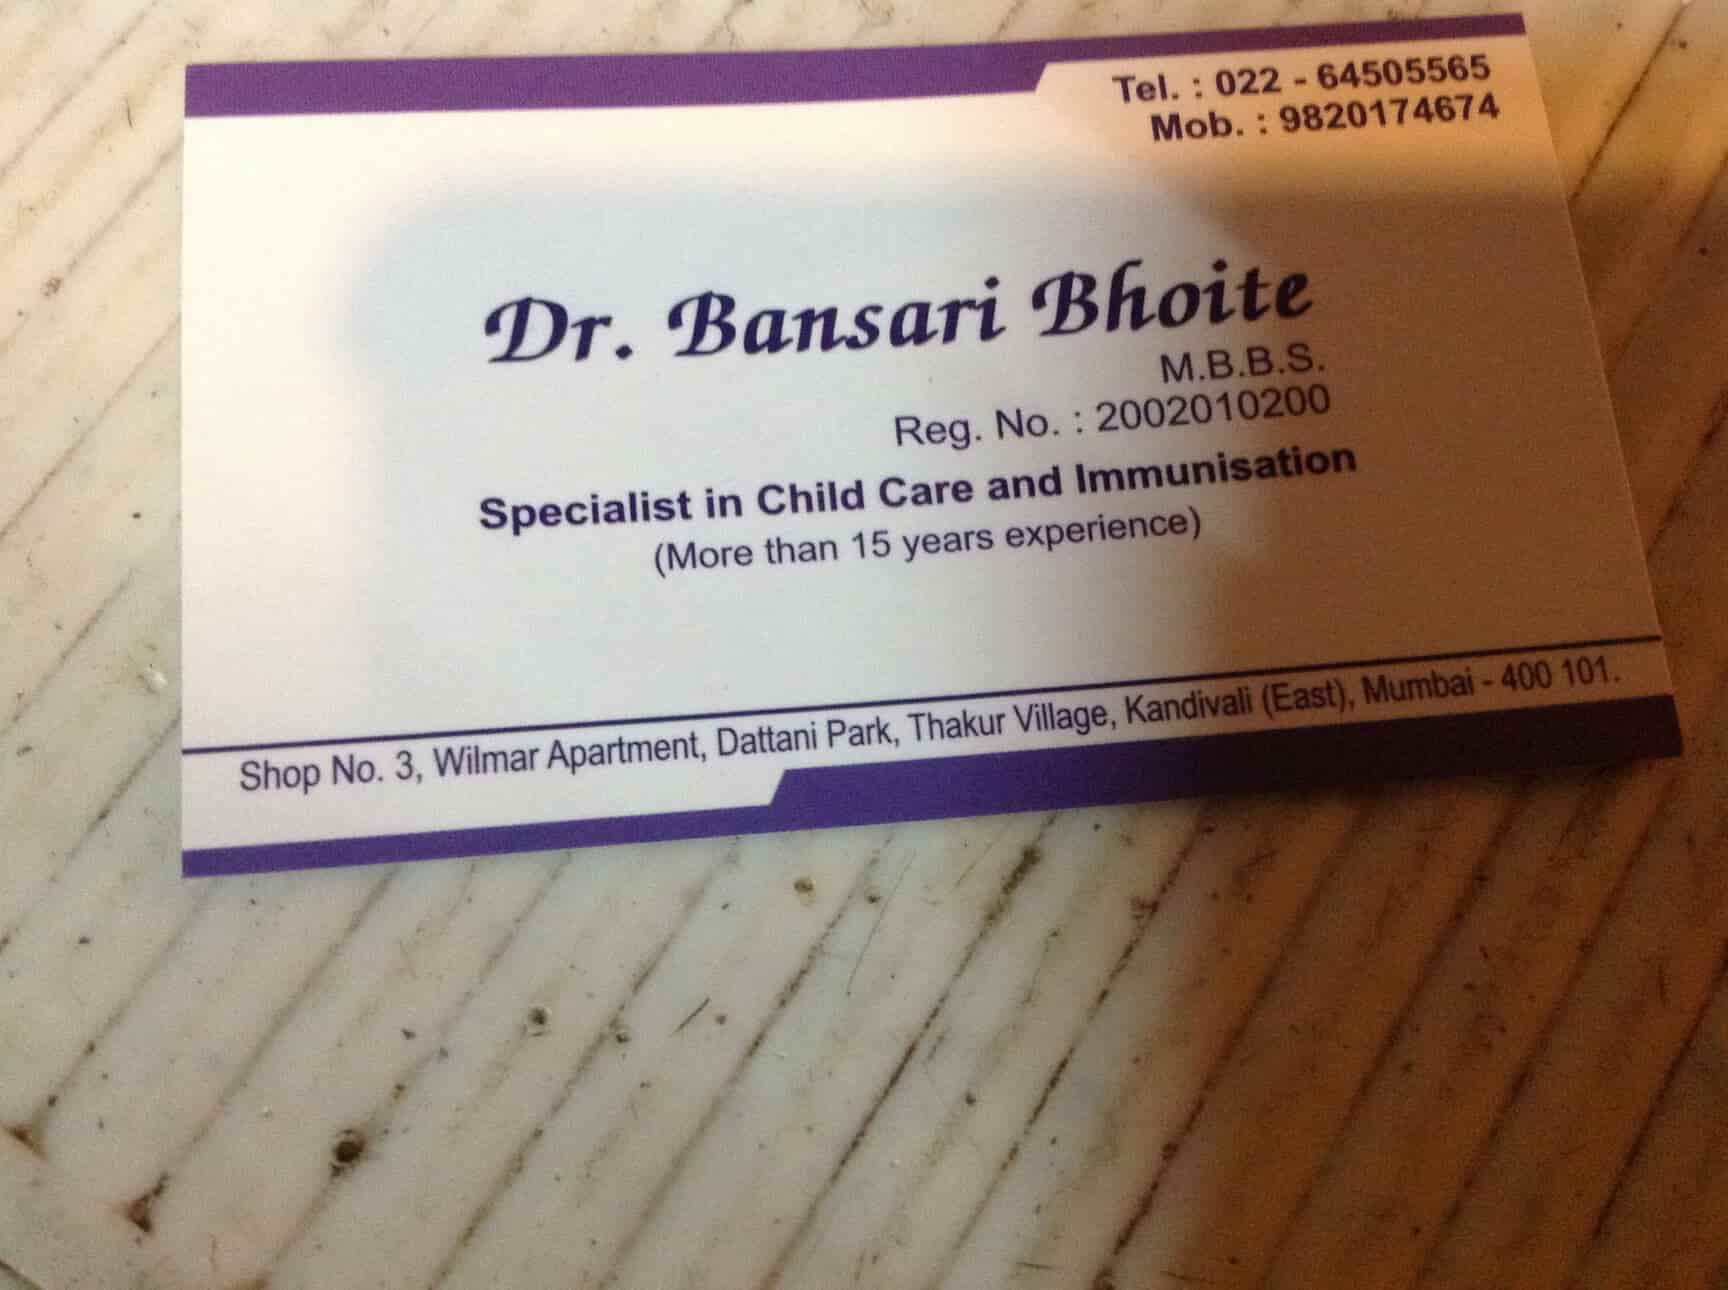 Tel. : 022 - 64505565
Mob. : 9820174674
Dr. Bansari Bhoite
M.B.B.S.
Reg. No. : 2002010200
Specialist in Child Care and Immunisation
(More than 15 years experience)
Shop No. 3, Wilmar Apartment, Dattani Park, Thakur Village, Kandivali (East), Mumbai - 400 101.